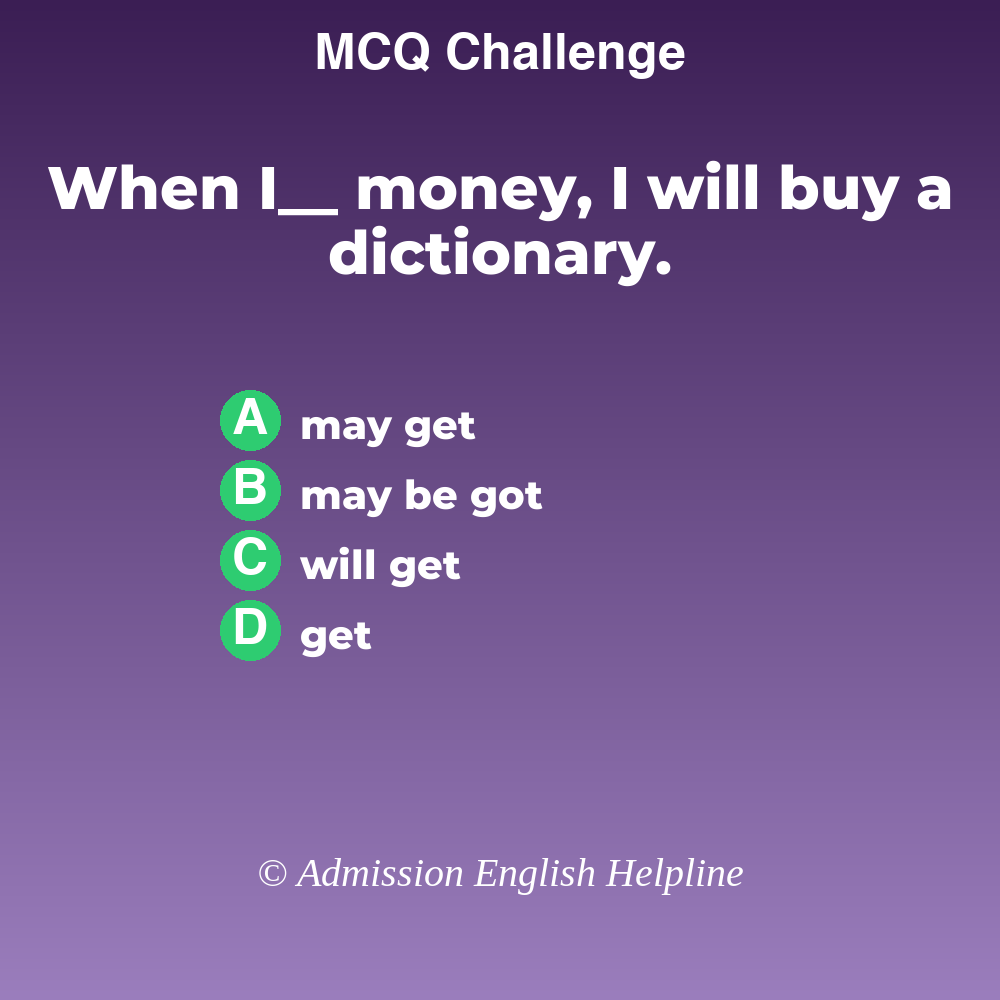 MCQ Challenge
When I__ money, I will buy a
dictionary.
A may get
B may be got
C will get
D get
© Admission English Helpline